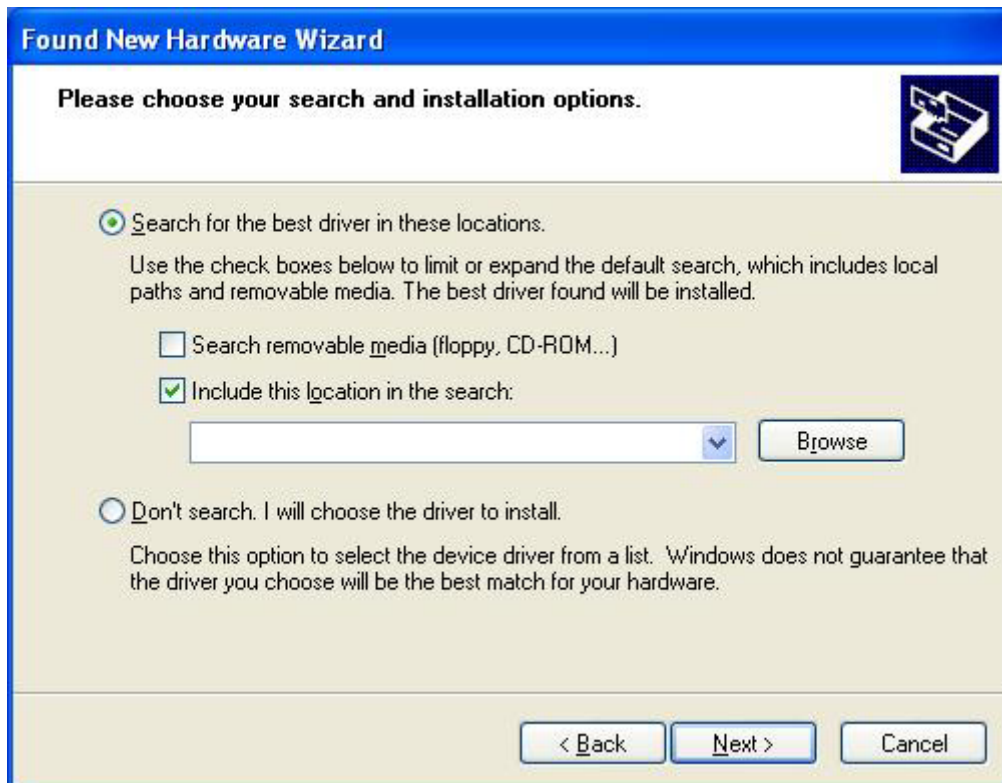 Found New Hardware Wizard
Please choose your search and installation options.
Search for the best driver in these locations.
Use the check boxes below to limit or expand the default search, which includes local
paths and removable media. The best driver found will be installed.
Search removable media (floppy, CD-ROM...)
Include this location in the search:
Browse
Don't search. I will choose the driver to install.
Choose this option to select the device driver from a list.  Windows does not guarantee that
the driver you choose will be the best match for your hardware.
< Back Next > Cancel